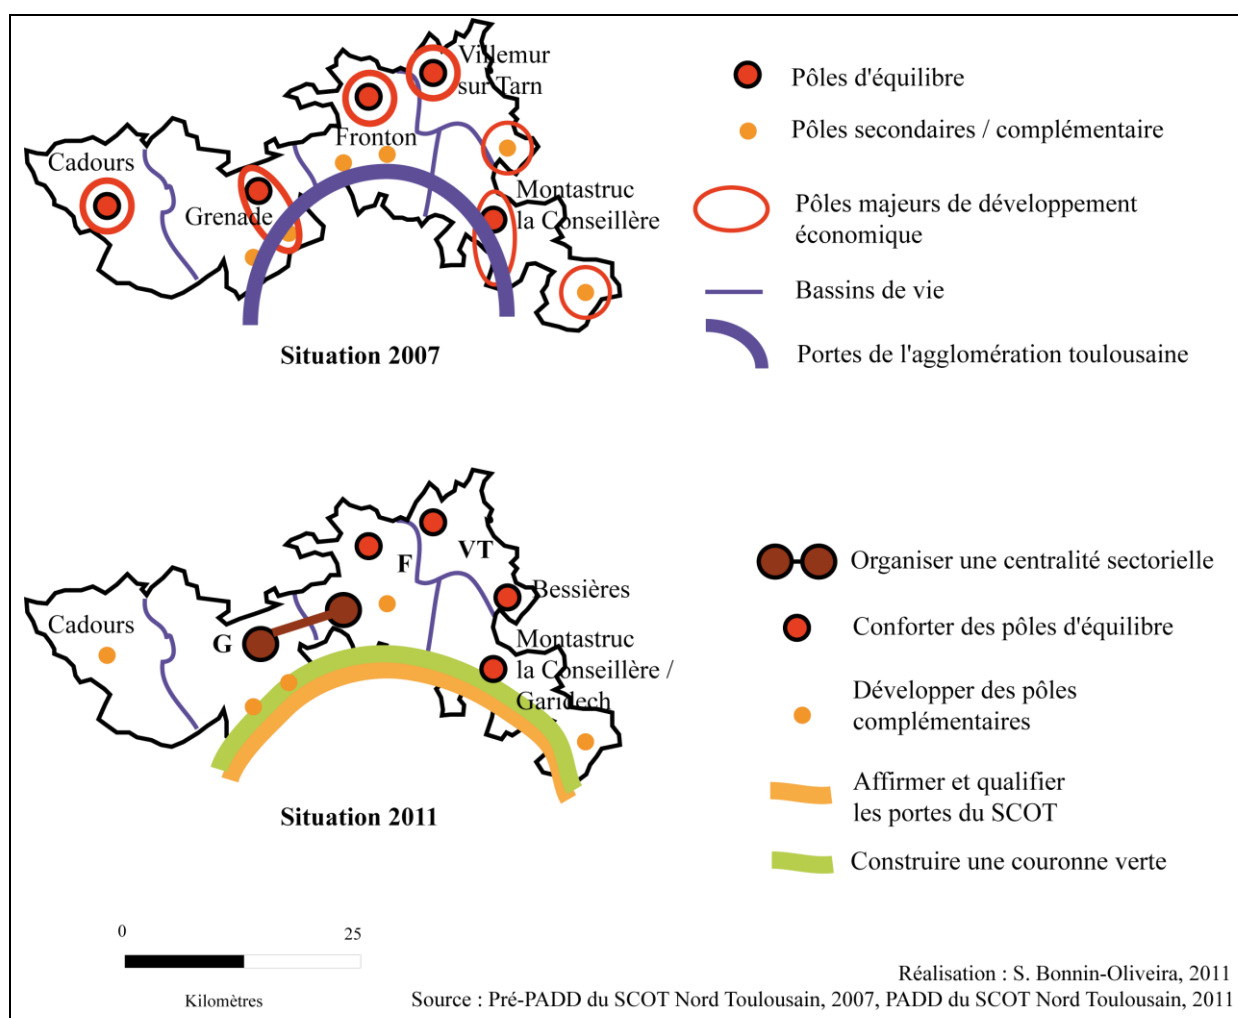 Villemur
sur Tarn
Fronton
Cadours
Grenade
Montastruc
la Conseillère
Situation 2007
Pôles d'équilibre
Pôles secondaires / complémentaire
Pôles majeurs de développement
économique
Bassins de vie
Portes de l'agglomération toulousaine
F
VT
Bessières
Cadours
G
Montastruc
la Conseillère /
Garidech
Situation 2011
Organiser une centralité sectorielle
Conforter des pôles d'équilibre
Développer des pôles
complémentaires
Affirmer et qualifier
les portes du SCOT
Construire une couronne verte
0
25
Kilomètres
Réalisation : S. Bonnin-Oliveira, 2011
Source : Pré-PADD du SCOT Nord Toulousain, 2007, PADD du SCOT Nord Toulousain, 2011